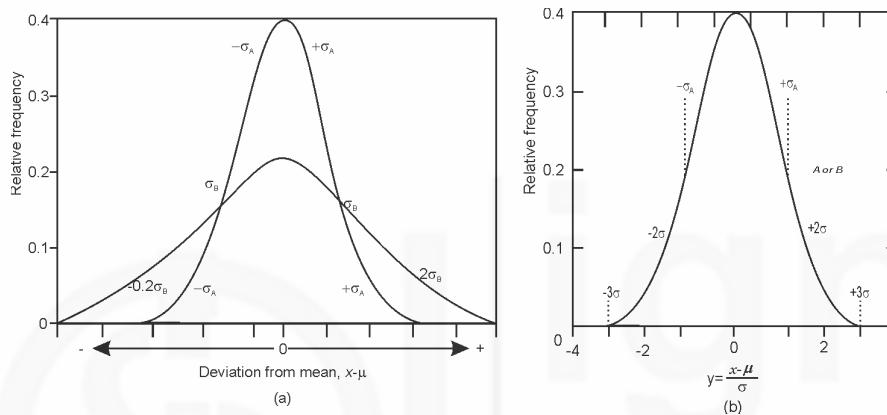 0.4
0.3
0.2
0.1
0
Relative frequency
−σA +σA
σB σB
-0.2σB 2σB
−σA +σA
- 0 +
Deviation from mean, x-μ
(a)
0.4
0.3
0.2
0.1
0
Relative frequency
−σA +σA
A or B
-2σ +2σ
-3σ +3σ
-4 -2 0 2
y= x-μ
σ
(b)
lign